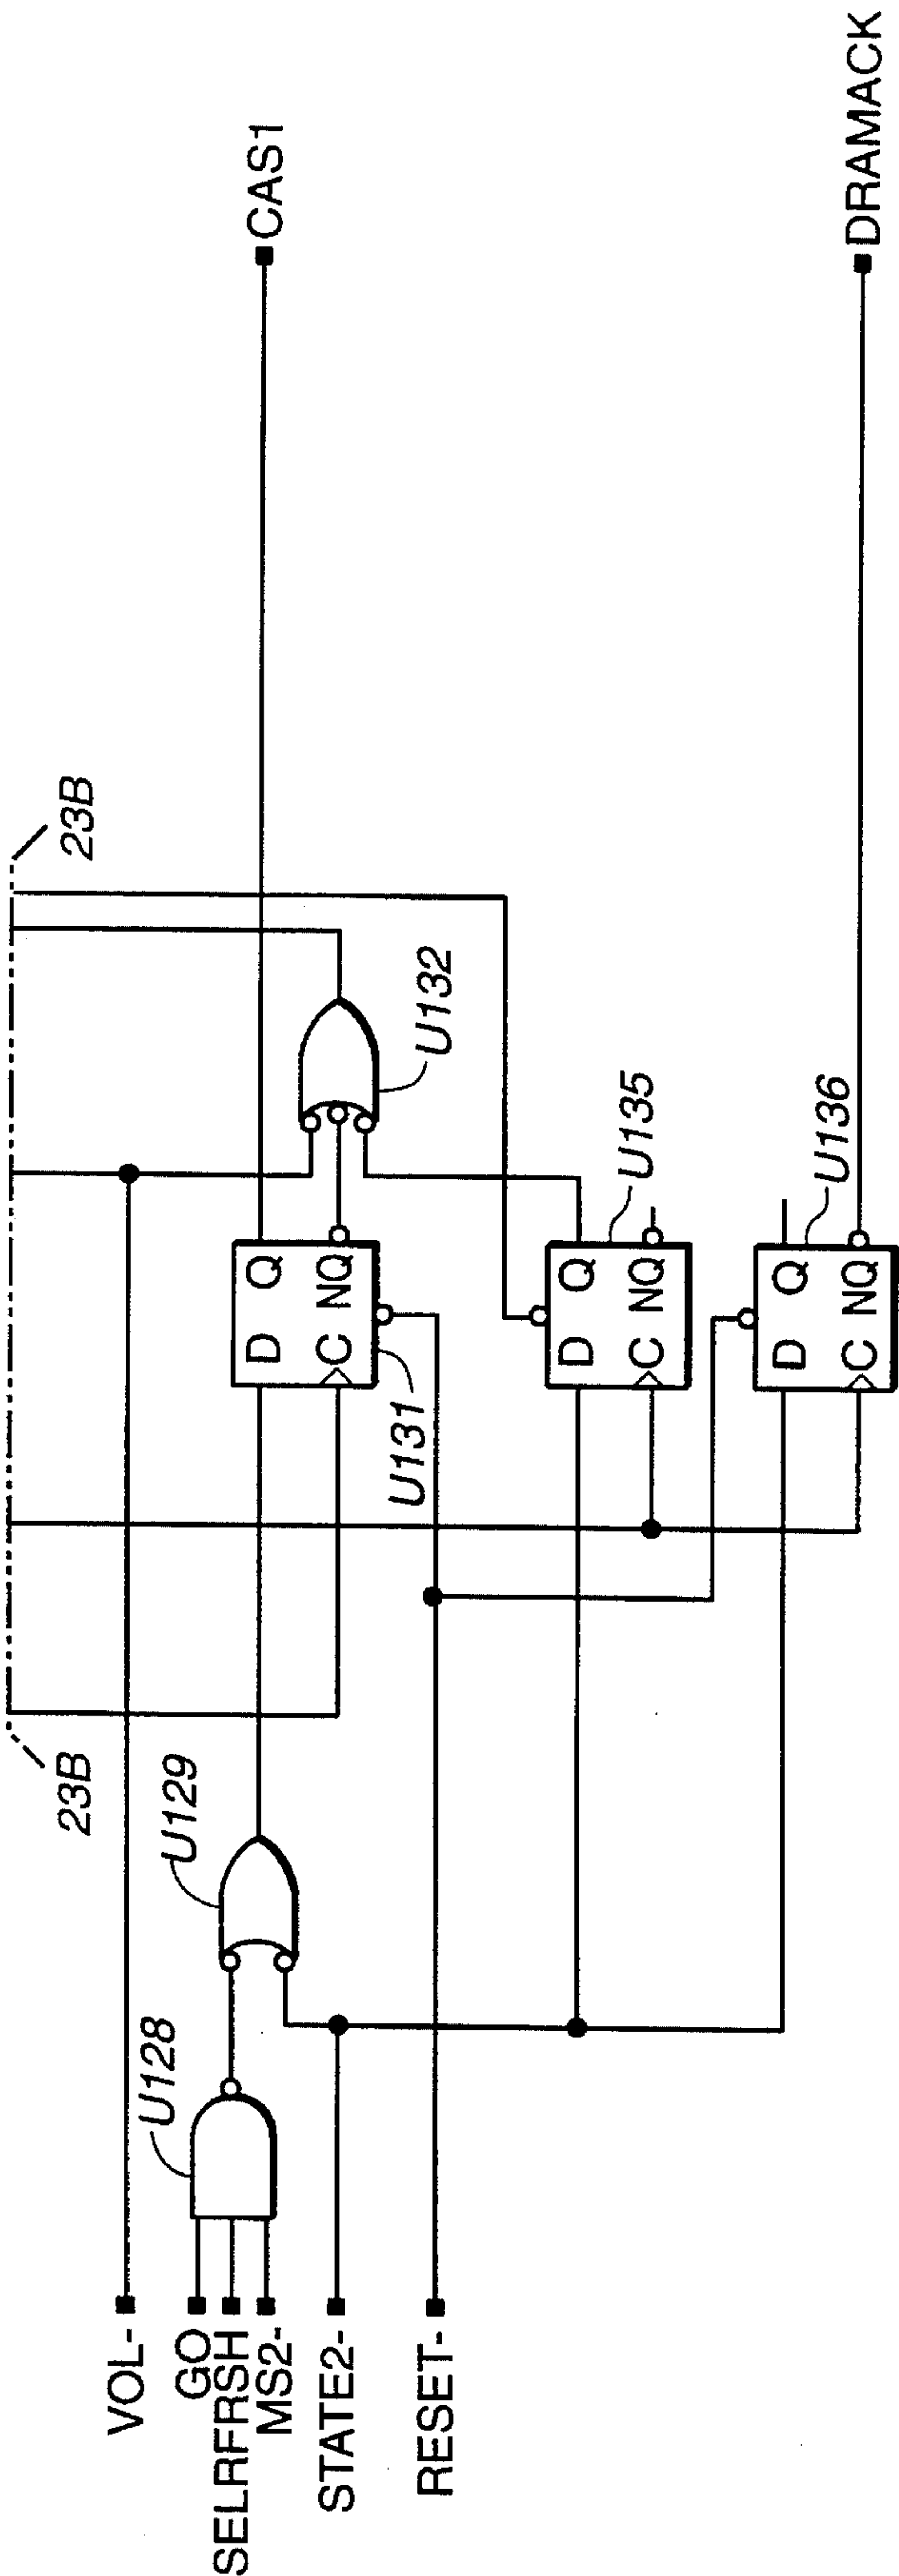 VOL-
GO
SELRFRSH
MS2-
STATE2-
RESET-
U128
U129
23B
23B
D Q
C NQ
U131
U132
CAS1
D Q
C NQ
U135
D Q
C NQ
U136
DRAMACK